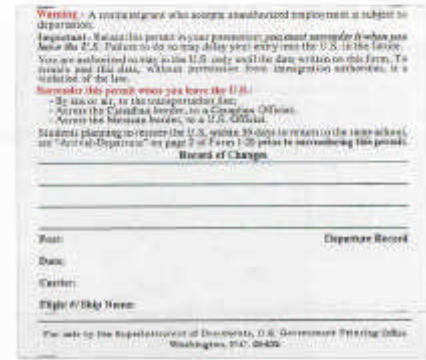 Warning - A nonimmigrant who accepts unauthorized employment is subject to
deportation.
Important - Retain this permit in your possession; you must surrender it when you
leave the U.S. Failure to do so may delay your entry into the U.S. in the future.
You are authorized to stay in the U.S. only until the date written on this form. To
remain past this date, without permission from immigration authorities, is a
violation of the law.
Surrender this permit when you leave the U.S.:
- By sea or air, to the transportation line;
- Across the Canadian border, to a Canadian Official;
- Across the Mexican border, to a U.S. Official.
Students planning to reenter the U.S. within 30 days to return to the same school,
see "Arrival-Departure" on page 2 of Form I-20 prior to surrendering this permit.
Record of Changes
Port:
Departure Record
Date:
Carrier:
Flight #/Ship Name:
For sale by the Superintendent of Documents, U.S. Government Printing Office
Washington, D.C. 20402